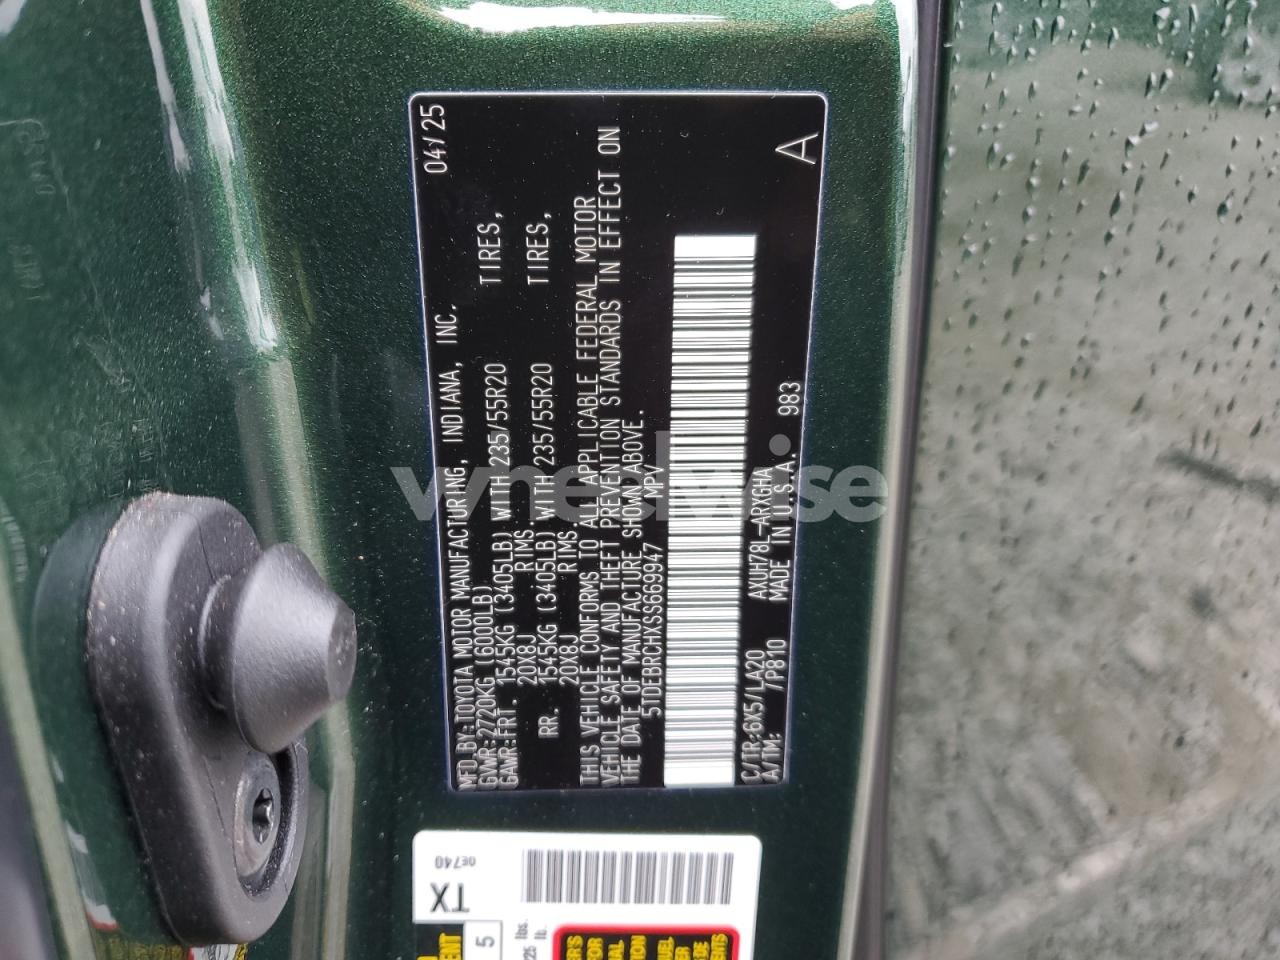 MFD.BY:TOYOTA MOTOR MANUFACTURING, INDIANA, INC. 04/25
GVWR:2720KG (6000LB)
GAWR:FRT. 1545KG (3405LB) WITH 235/55R20 TIRES,
20X8J RIMS
RR. 1545KG (3405LB) WITH 235/55R20 TIRES,
20X8J RIMS
THIS VEHICLE CONFORMS TO ALL APPLICABLE FEDERAL MOTOR
VEHICLE SAFETY AND THEFT PREVENTION STANDARDS IN EFFECT ON
THE DATE OF MANUFACTURE SHOWN ABOVE.
5TDEBRCHXSS669947 MPV
C/TR:6X5/LA20 AXUH78L-ARXGHA
A/TM: /P810 MADE IN U.S.A. 983 A
wheelwise
0E740
TX
5